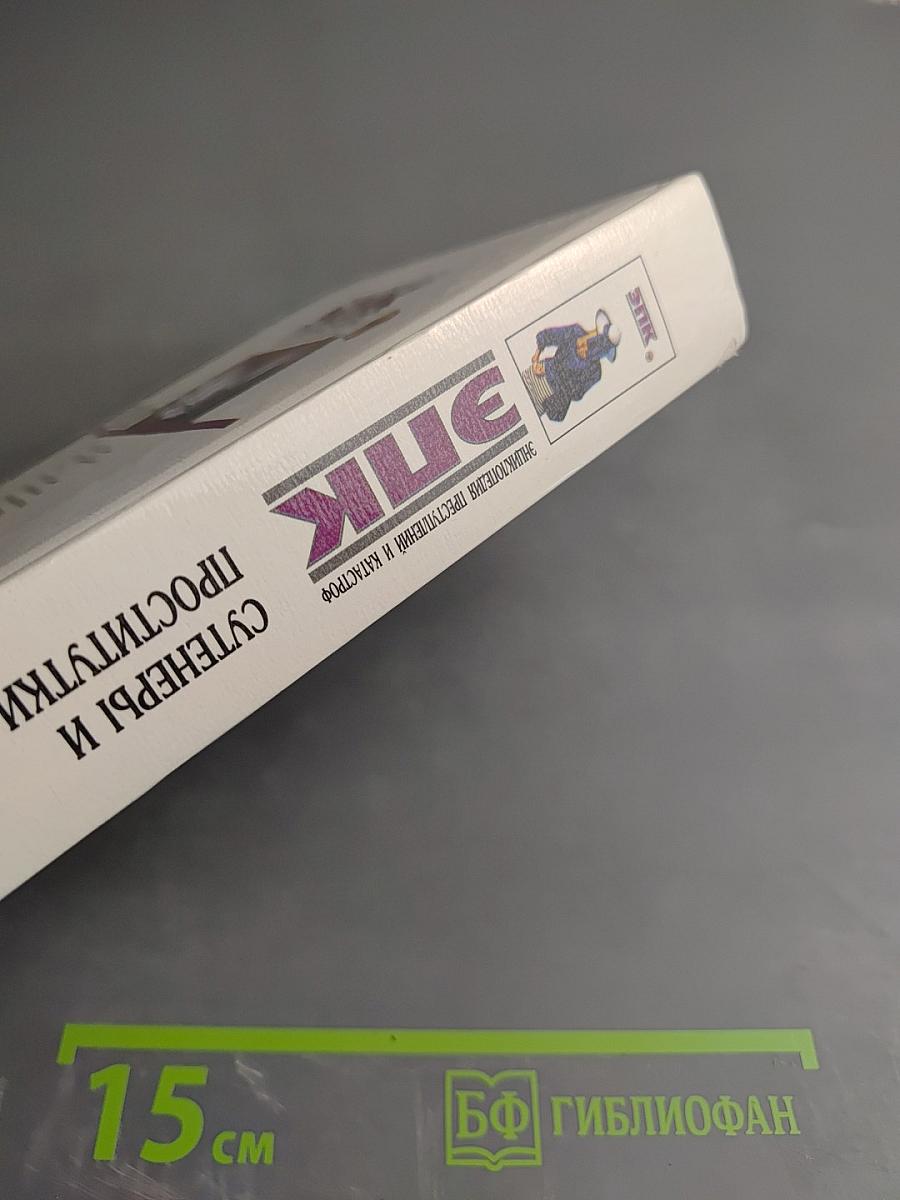 ЭПК
ЭПК
ЭНЦИКЛОПЕДИЯ ПРЕСТУПЛЕНИЙ И КАТАСТРОФ
СУТЕНЕРЫ И
ПРОСТИТУТКИ
15 см
БФ ГИБЛИОФАН